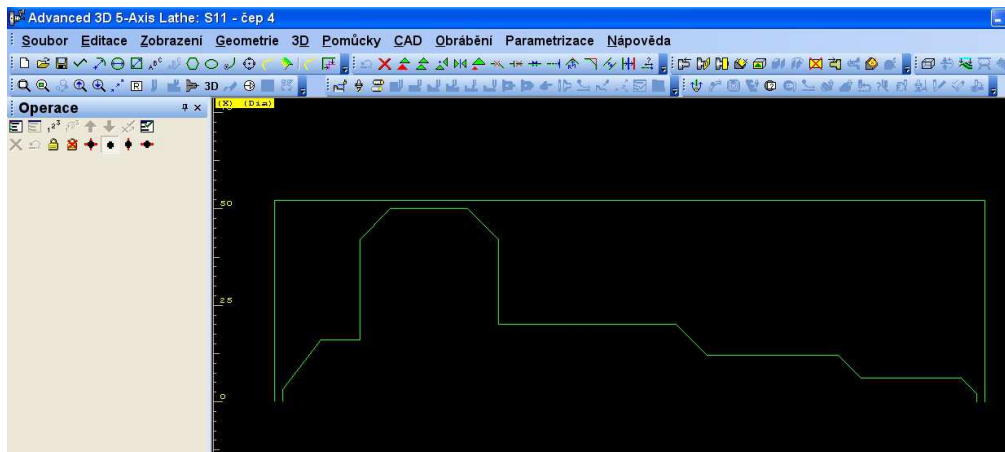 Advanced 3D 5-Axis Lathe: S11 - čep 4
Soubor Editace Zobrazení Geometrie 3D Pomůcky CAD Obrábění Parametrizace Nápověda
3D
Operace
(X) (Dia)
50
25
0